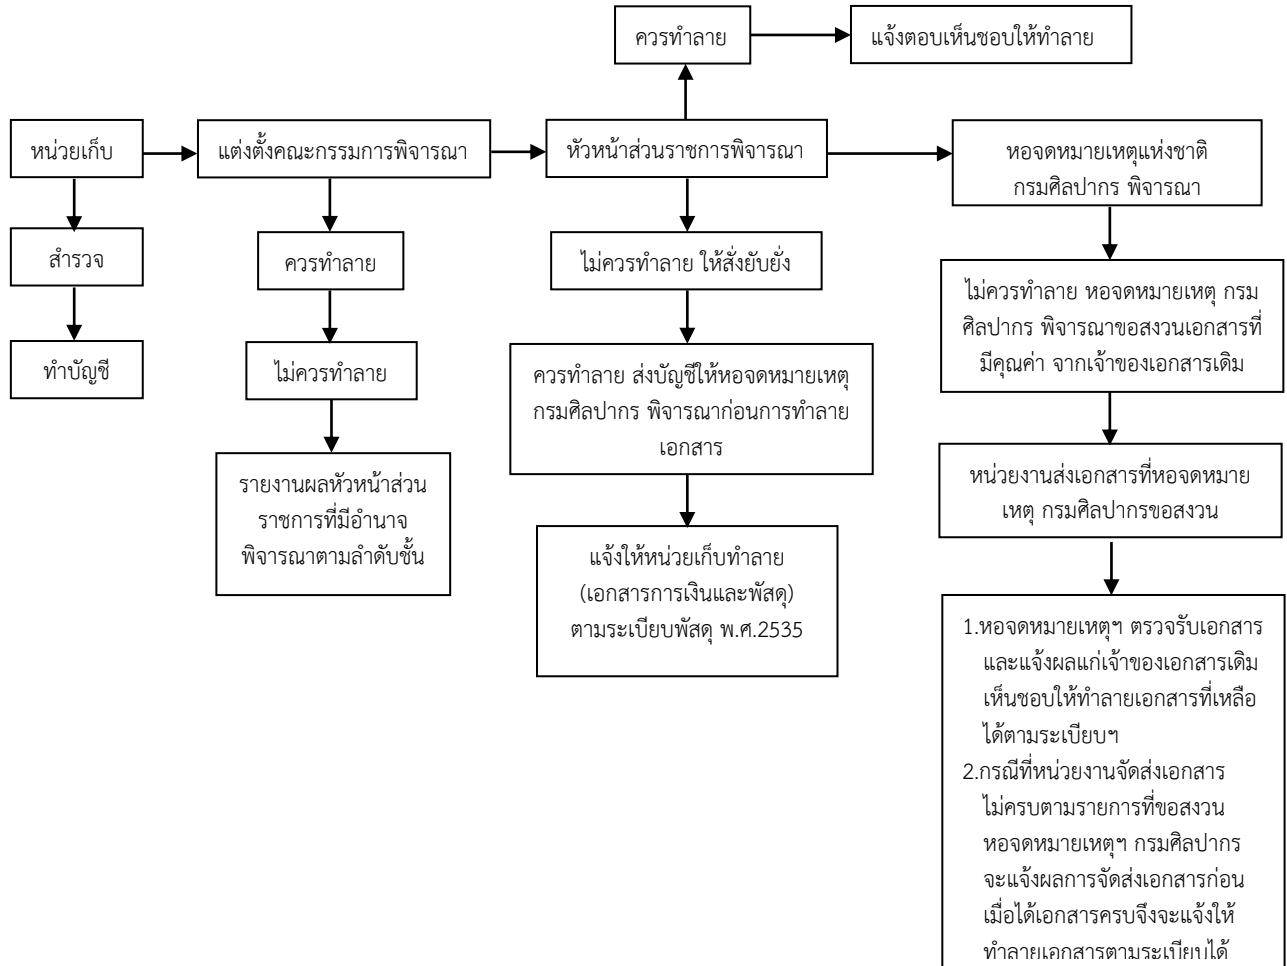 ควรทำลาย
แจ้งตอบเห็นชอบให้ทำลาย
หน่วยเก็บ
แต่งตั้งคณะกรรมการพิจารณา
หัวหน้าส่วนราชการพิจารณา
หอจดหมายเหตุแห่งชาติ
กรมศิลปากร พิจารณา
สำรวจ
ทำบัญชี
ควรทำลาย
ไม่ควรทำลาย
รายงานผลหัวหน้าส่วน
ราชการที่มีอำนาจ
พิจารณาตามลำดับชั้น
ไม่ควรทำลาย ให้สั่งยับยั่ง
ควรทำลาย ส่งบัญชีให้หอจดหมายเหตุ
กรมศิลปากร พิจารณาก่อนการทำลาย
เอกสาร
แจ้งให้หน่วยเก็บทำลาย
(เอกสารการเงินและพัสดุ)
ตามระเบียบพัสดุ พ.ศ.2535
ไม่ควรทำลาย หอจดหมายเหตุ กรม
ศิลปากร พิจารณาขอสงวนเอกสารที่
มีคุณค่า จากเจ้าของเอกสารเดิม
หน่วยงานส่งเอกสารที่หอจดหมาย
เหตุ กรมศิลปากรขอสงวน
1.หอจดหมายเหตุฯ ตรวจรับเอกสาร
และแจ้งผลแก่เจ้าของเอกสารเดิม
เห็นชอบให้ทำลายเอกสารที่เหลือ
ได้ตามระเบียบฯ
2.กรณีที่หน่วยงานจัดส่งเอกสาร
ไม่ครบตามรายการที่ขอสงวน
หอจดหมายเหตุฯ กรมศิลปากร
จะแจ้งผลการจัดส่งเอกสารก่อน
เมื่อได้เอกสารครบจึงจะแจ้งให้
ทำลายเอกสารตามระเบียบได้